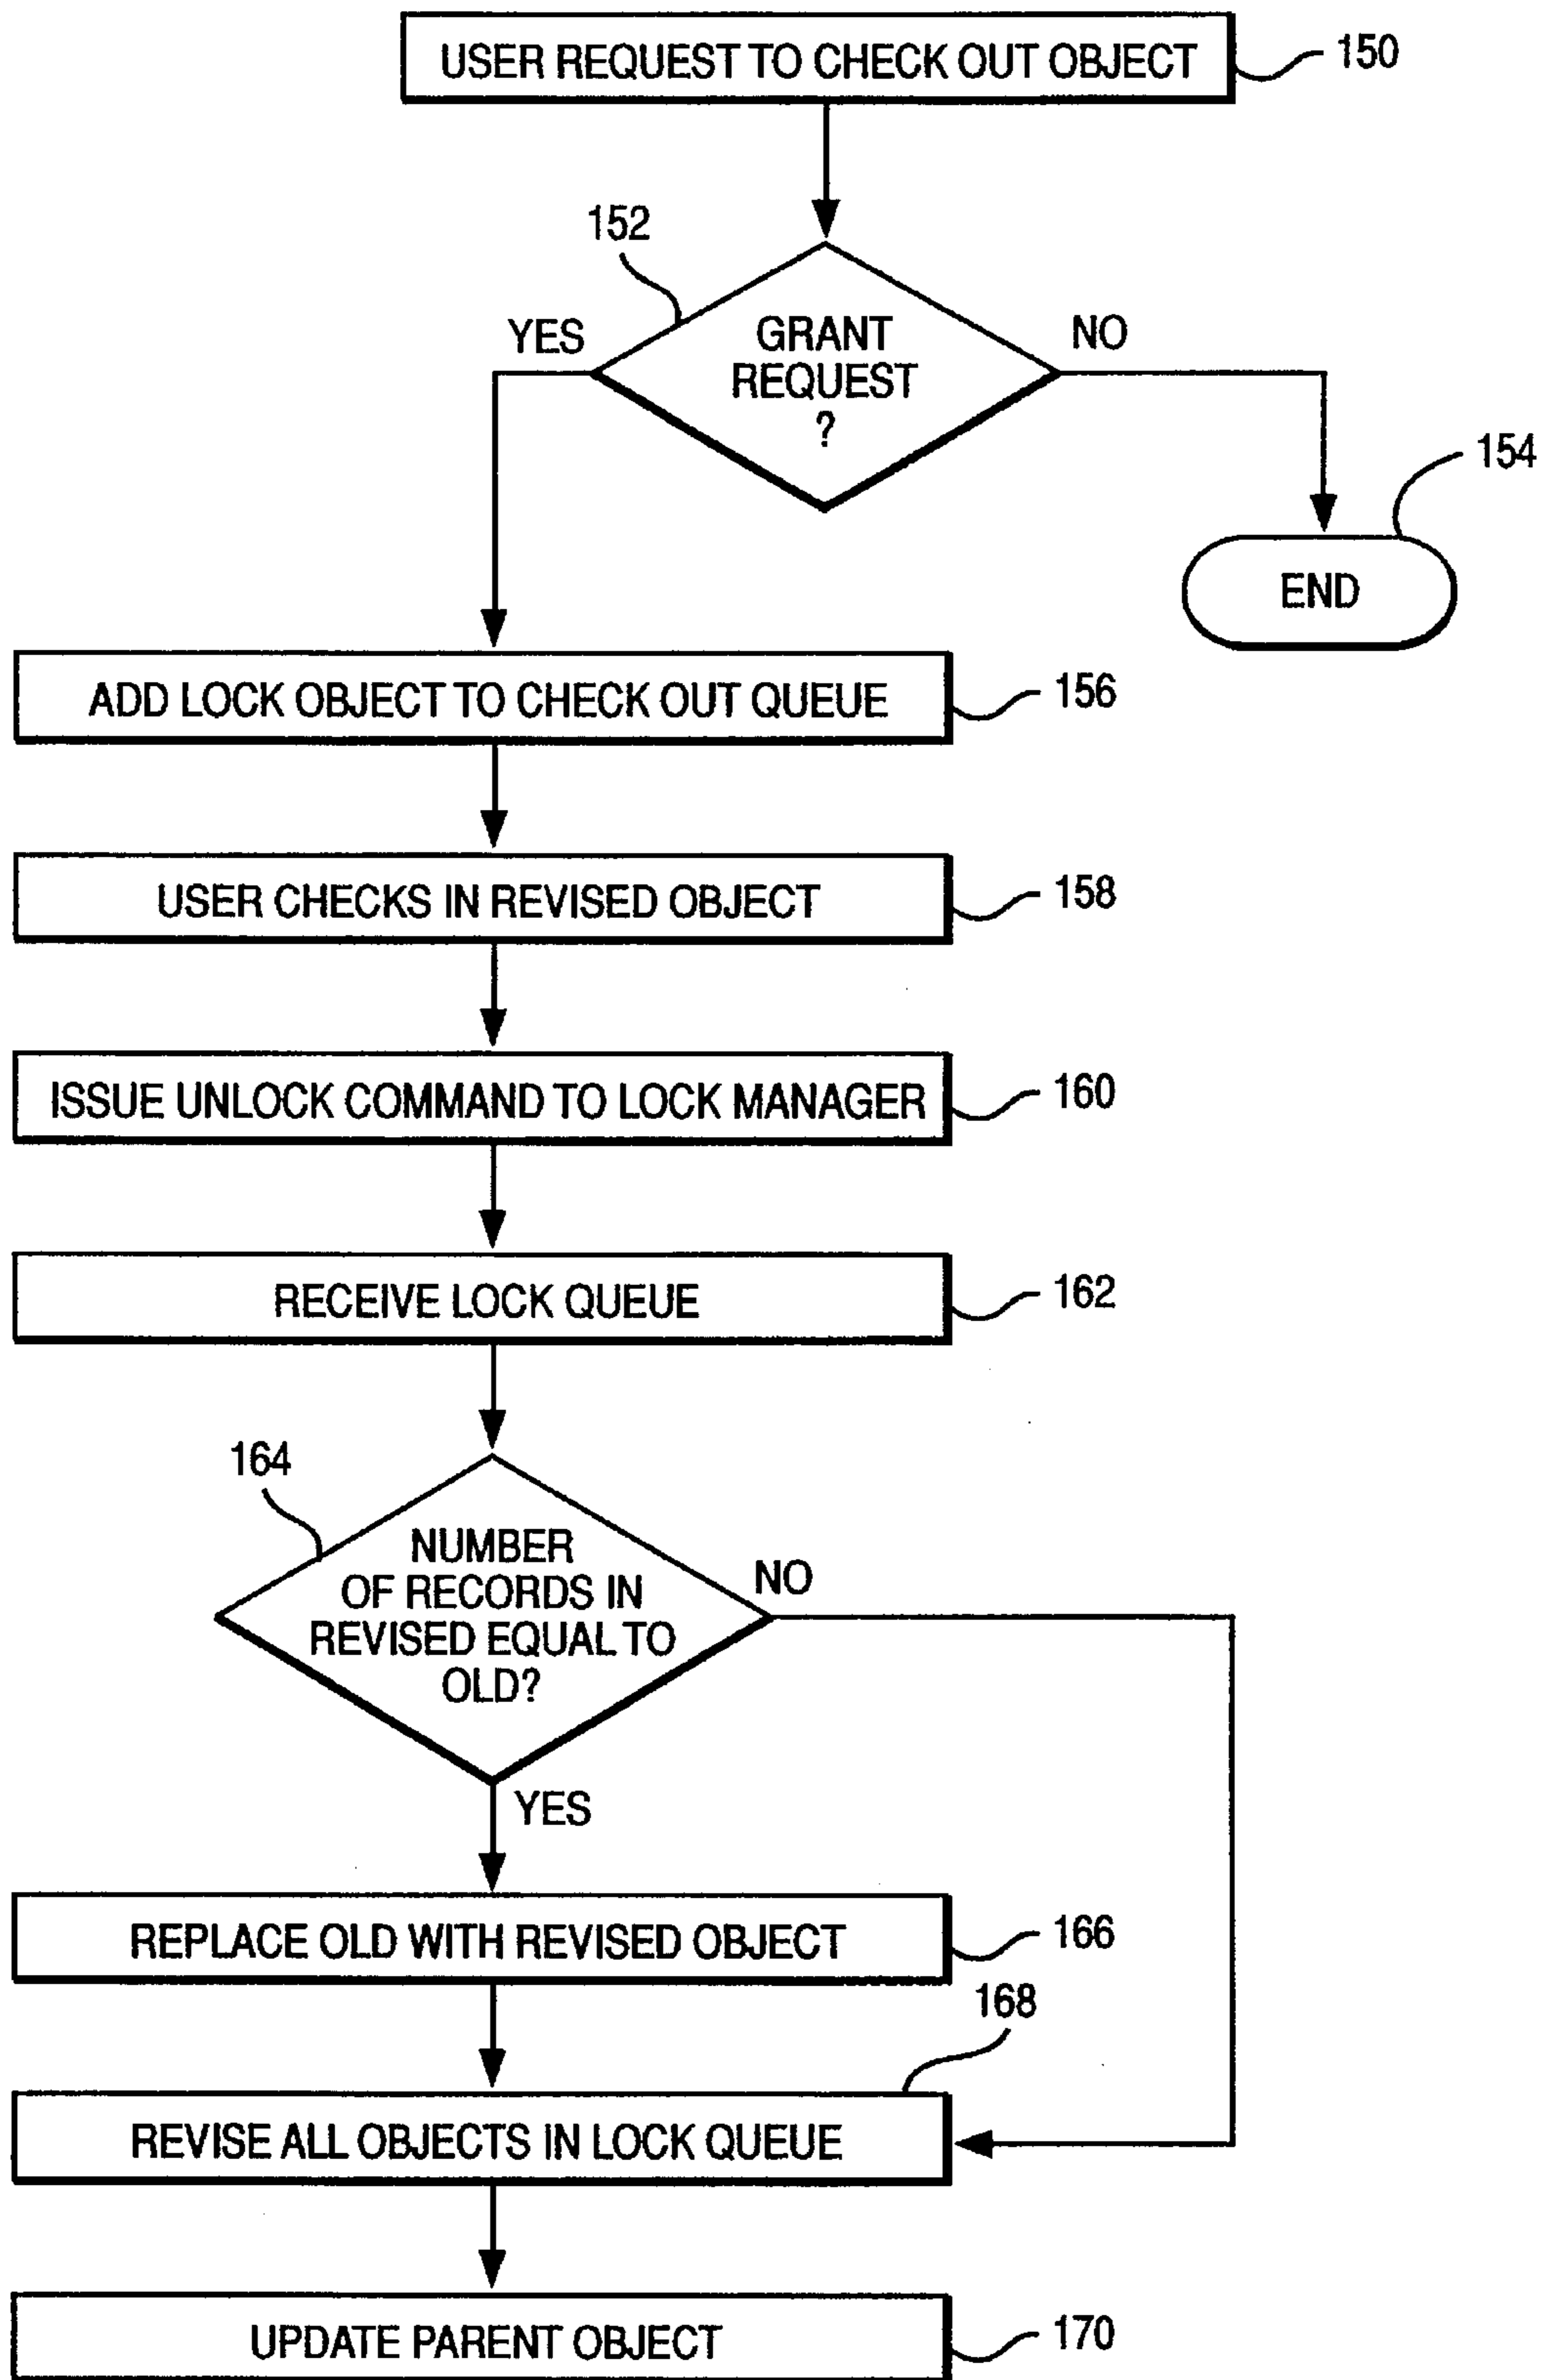 USER REQUEST TO CHECK OUT OBJECT
150
152
YES
GRANT
REQUEST
?
NO
154
END
ADD LOCK OBJECT TO CHECK OUT QUEUE
156
USER CHECKS IN REVISED OBJECT
158
ISSUE UNLOCK COMMAND TO LOCK MANAGER
160
RECEIVE LOCK QUEUE
162
164
NUMBER
OF RECORDS IN
REVISED EQUAL TO
OLD?
NO
YES
REPLACE OLD WITH REVISED OBJECT
166
168
REVISE ALL OBJECTS IN LOCK QUEUE
UPDATE PARENT OBJECT
170